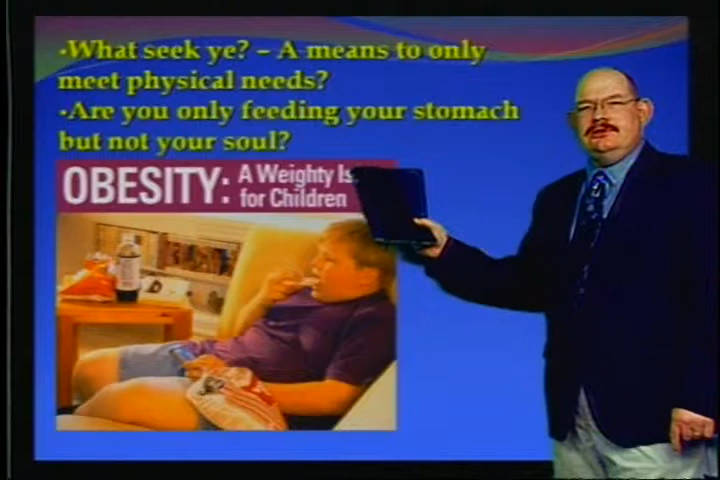 •What seek ye? – A means to only
meet physical needs?
•Are you only feeding your stomach
but not your soul?
OBESITY: A Weighty Is
for Children